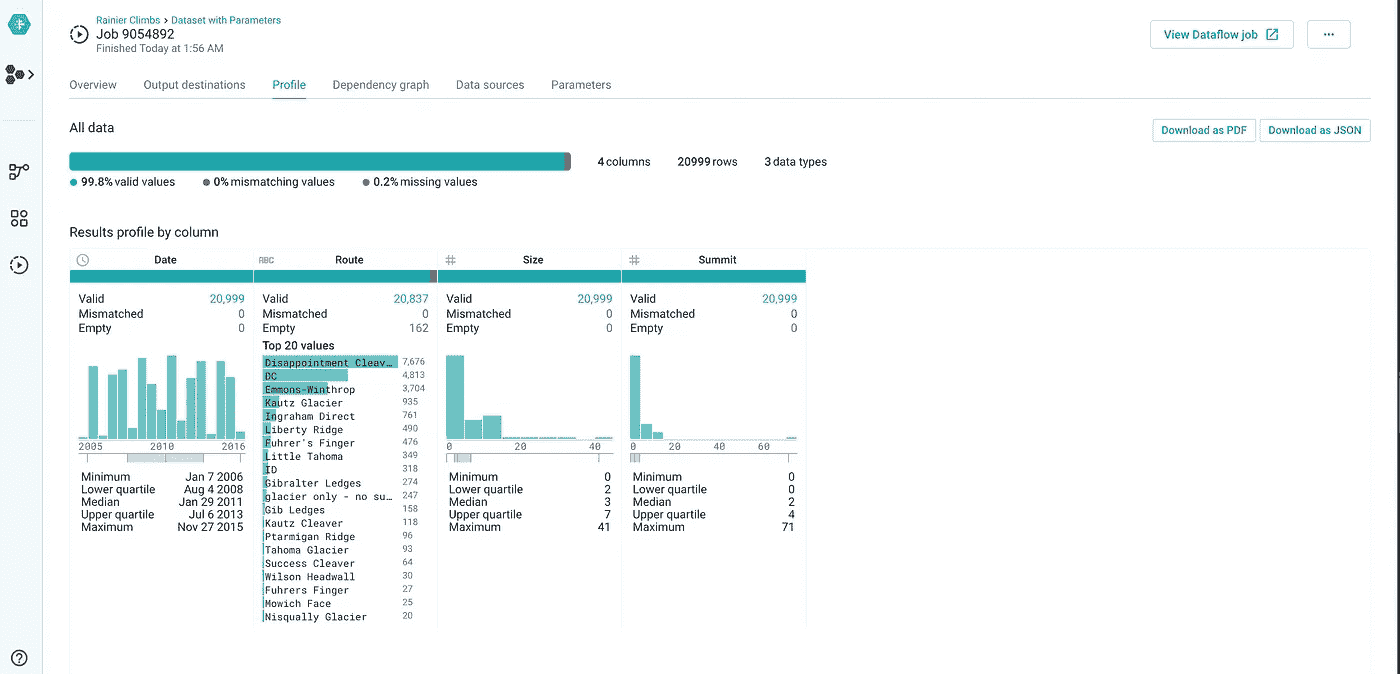 Rainier Climbs > Dataset with Parameters
Job 9054892
Finished Today at 1:56 AM
View Dataflow job
...
Overview Output destinations Profile Dependency graph Data sources Parameters
All data
Download as PDF Download as JSON
4 columns 20999 rows 3 data types
99.8% valid values 0% mismatching values 0.2% missing values
Results profile by column
Date ABC Route # Size # Summit
Valid 20,999 Valid 20,837 Valid 20,999 Valid 20,999
Mismatched 0 Mismatched 0 Mismatched 0 Mismatched 0
Empty 0 Empty 162 Empty 0 Empty 0
Top 20 values
Disappointment Cleav… 7,676
DC 4,813
Emmons-Winthrop 3,704
Kautz Glacier 935
Ingraham Direct 761
Liberty Ridge 490
Fuhrer's Finger 476
Little Tahoma 349
ID 318
Gibralter Ledges 274
glacier only - no su… 247
Gib Ledges 158
Kautz Cleaver 118
Ptarmigan Ridge 96
Tahoma Glacier 93
Success Cleaver 64
Wilson Headwall 30
Fuhrers Finger 27
Mowich Face 25
Nisqually Glacier 20
2005 2010 2016 0 20 40 0 20 40 60
Minimum Jan 7 2006 Minimum 0 Minimum 0
Lower quartile Aug 4 2008 Lower quartile 2 Lower quartile 0
Median Jan 29 2011 Median 3 Median 2
Upper quartile Jul 6 2013 Upper quartile 7 Upper quartile 4
Maximum Nov 27 2015 Maximum 41 Maximum 71
?